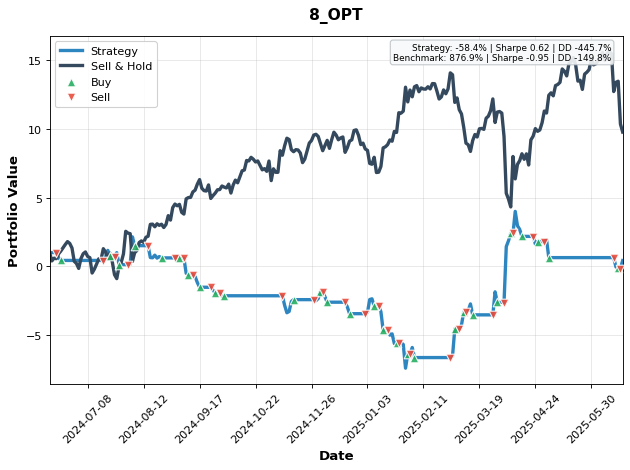 8_OPT
Strategy: -58.4% | Sharpe 0.62 | DD -445.7%
Benchmark: 876.9% | Sharpe -0.95 | DD -149.8%
Strategy
Sell & Hold
Buy
Sell
Portfolio Value
15
10
5
0
−5
2024-07-08
2024-08-12
2024-09-17
2024-10-22
2024-11-26
2025-01-03
2025-02-11
2025-03-19
2025-04-24
2025-05-30
Date